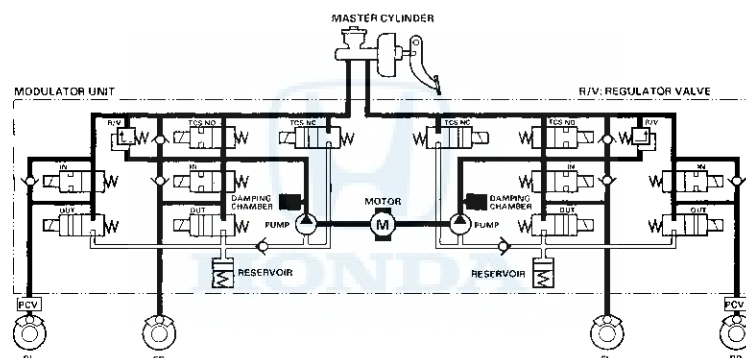 MASTER CYLINDER
MODULATOR UNIT
R/V: REGULATOR VALVE
R/V
TCS NO
TCS NC
TCS NC
TCS NO
R/V
IN
IN
IN
IN
DAMPING CHAMBER
MOTOR
DAMPING CHAMBER
OUT
OUT
PUMP
M
PUMP
OUT
OUT
RESERVOIR
RESERVOIR
HONDA
PCV
PCV